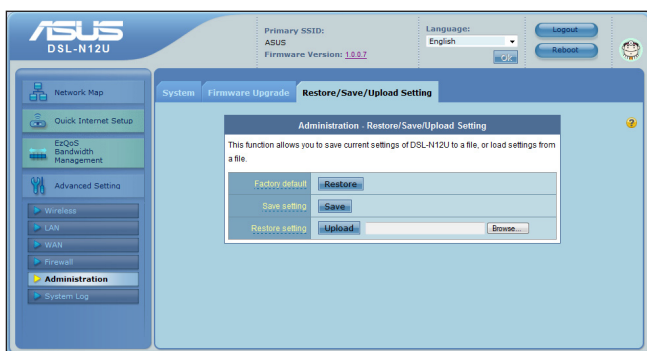 ASUS
DSL-N12U
Primary SSID:
ASUS
Firmware Version: 1.0.0.7
Language:
English
OK
Logout
Reboot
Network Map
Quick Internet Setup
EzQoS
Bandwidth
Management
Advanced Setting
Wireless
LAN
WAN
Firewall
Administration
System Log
System Firmware Upgrade Restore/Save/Upload Setting
Administration - Restore/Save/Upload Setting
This function allows you to save current settings of DSL-N12U to a file, or load settings from
a file.
Factory default Restore
Save setting Save
Restore setting Upload Browse...